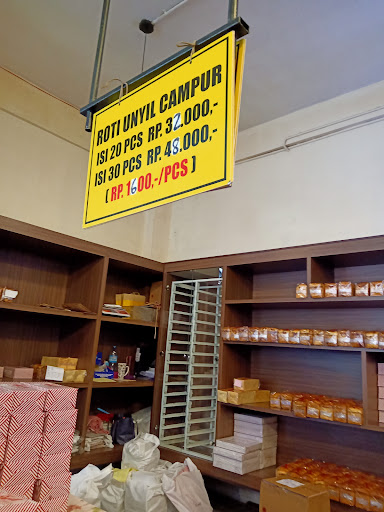 ROTI UNYIL CAMPUR
ISI 20 PCS RP. 32.000,-
ISI 30 PCS RP. 48.000,-
( RP. 1600,-/PCS )